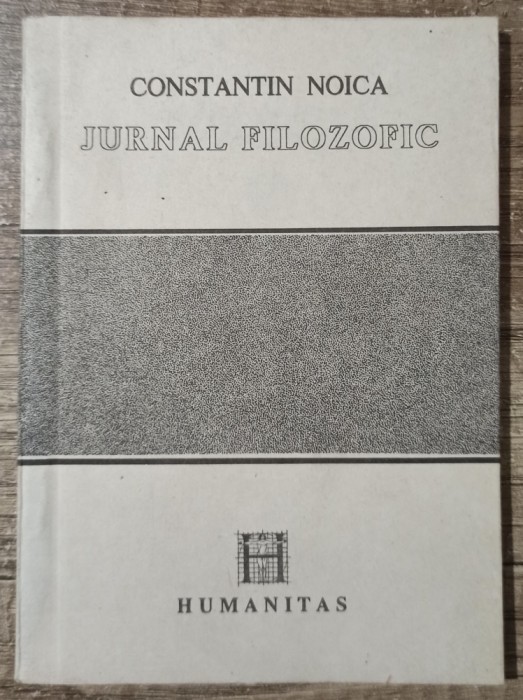 CONSTANTIN NOICA
JURNAL FILOZOFIC
H
HUMANITAS